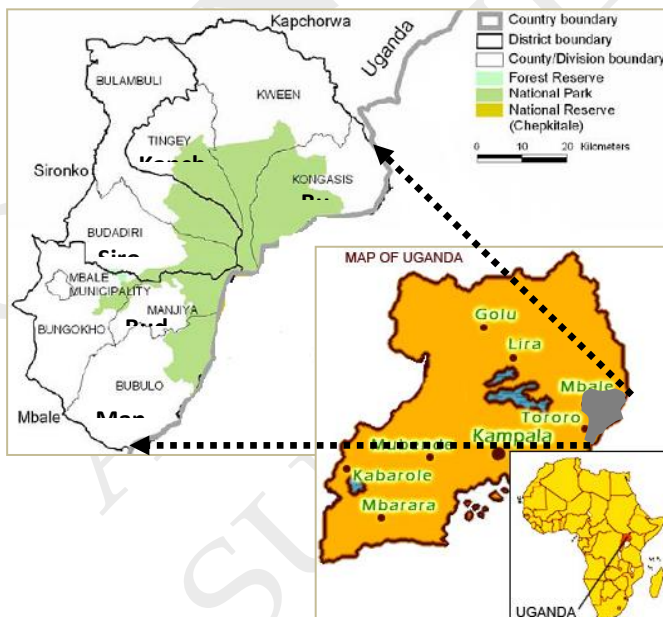 Kapchorwa
Uganda
Country boundary
District boundary
County/Division boundary
Forest Reserve
National Park
National Reserve
(Chepkitale)
0 10 20 Kilometers
BULAMBULI
KWEEN
TINGEY
Sironko
KONGASIS
BUDADIRI
MBALE
MUNICIPALITY
MANJIYA
BUNGOKHO
BUBULO
Mbale
MAP OF UGANDA
Golu
Lira
Mbale
Tororo
Kampala
Kabarole
Mbarara
UGANDA